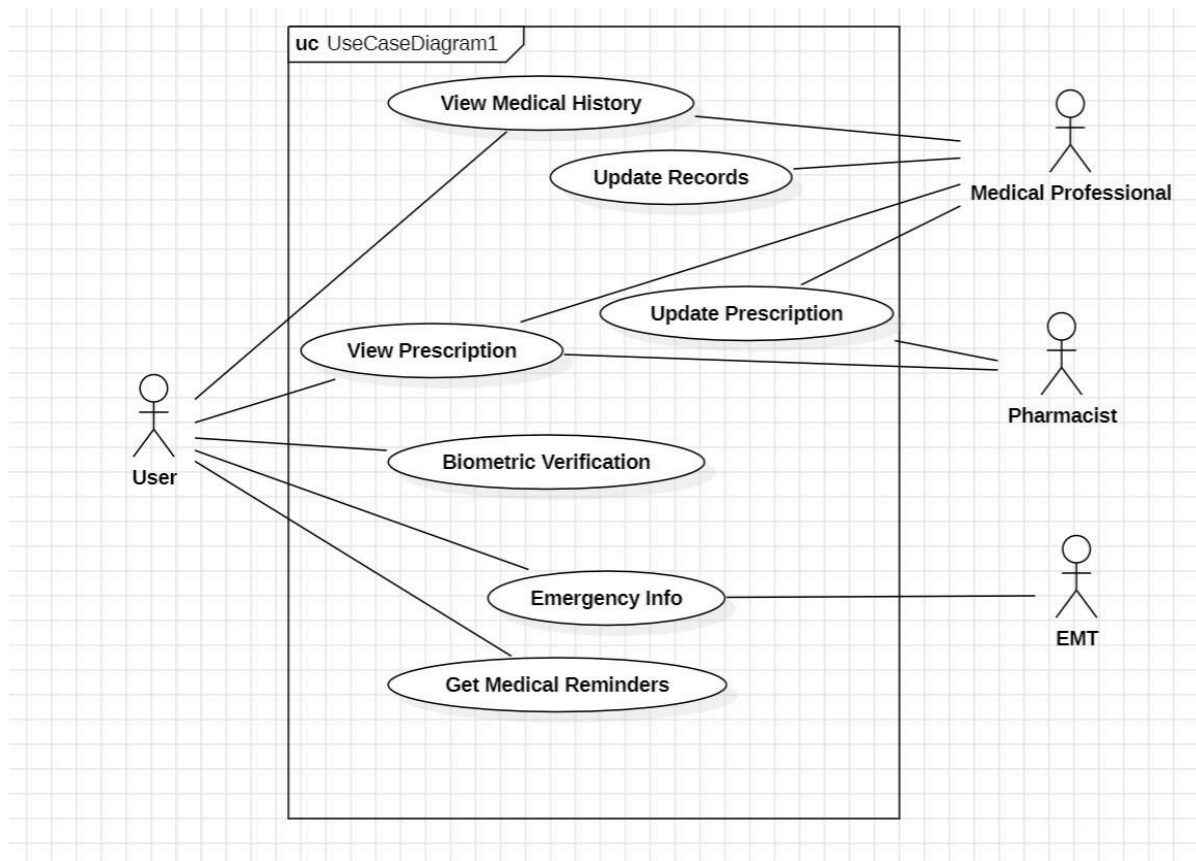 uc UseCaseDiagram1
View Medical History
Update Records
Medical Professional
Update Prescription
View Prescription
Pharmacist
User
Biometric Verification
Emergency Info
EMT
Get Medical Reminders